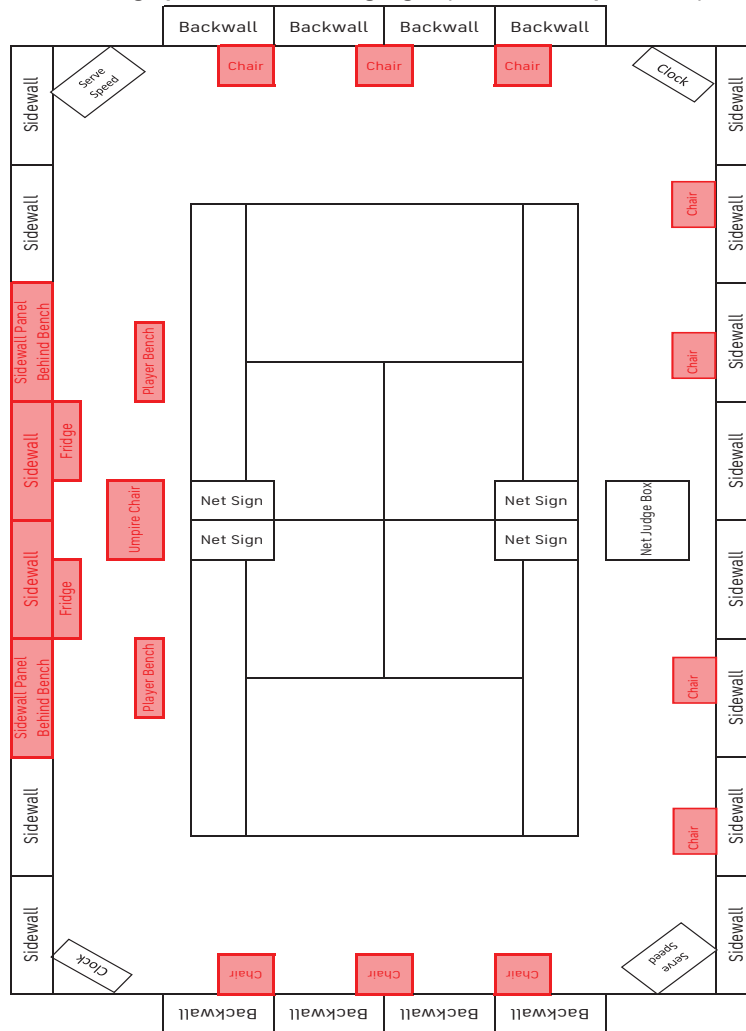 Backwall
Backwall
Backwall
Backwall
Chair
Chair
Chair
Serve
Speed
Clock
Sidewall
Sidewall
Sidewall
Sidewall
Chair
Sidewall Panel
Behind Bench
Player Bench
Sidewall
Chair
Sidewall
Fridge
Sidewall
Umpire Chair
Net Sign
Net Sign
Net Sign
Net Sign
Net Judge Box
Sidewall
Fridge
Sidewall
Sidewall Panel
Behind Bench
Player Bench
Chair
Sidewall
Sidewall
Chair
Sidewall
Sidewall
Clock
Serve
Speed
Sidewall
Chair
Chair
Chair
Backwall
Backwall
Backwall
Backwall